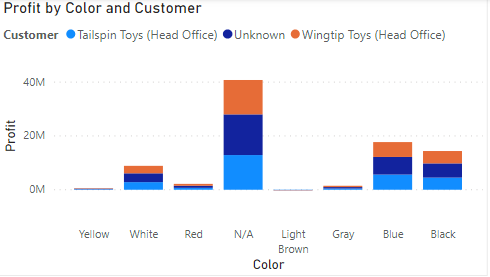 Profit by Color and Customer
Customer Tailspin Toys (Head Office) Unknown Wingtip Toys (Head Office)
40M
20M
0M
Profit
Yellow White Red N/A Light Brown Gray Blue Black
Color